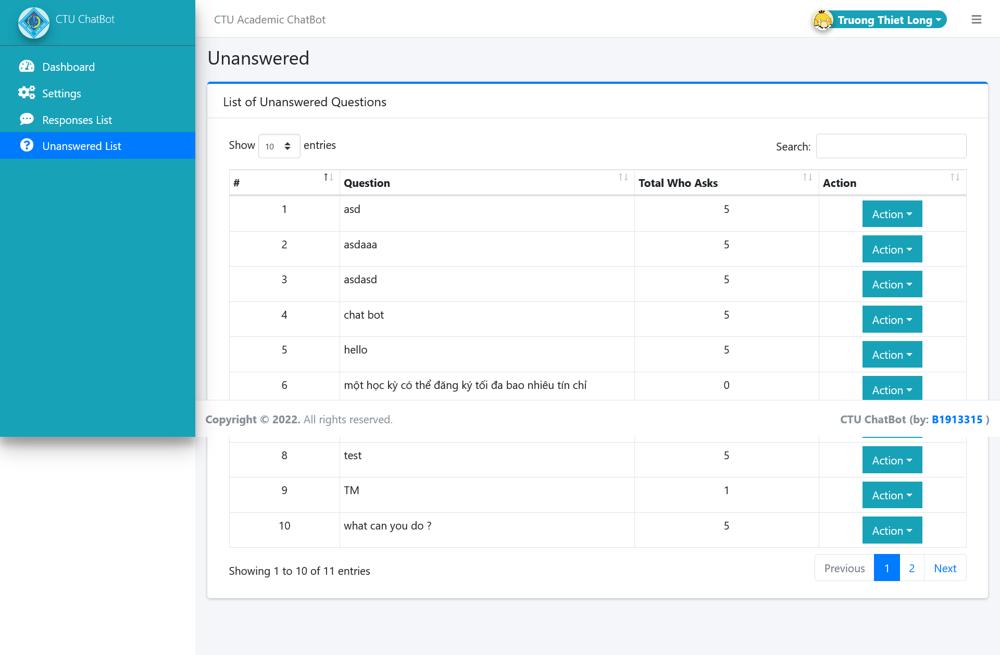 CTU ChatBot
CTU Academic ChatBot
Truong Thiet Long
Dashboard
Settings
Responses List
Unanswered List
Unanswered
List of Unanswered Questions
Show 10 entries
Search:
# Question Total Who Asks Action
1 asd 5 Action
2 asdaaa 5 Action
3 asdasd 5 Action
4 chat bot 5 Action
5 hello 5 Action
6 một học kỳ có thể đăng ký tối đa bao nhiêu tín chỉ 0 Action
Copyright © 2022. All rights reserved. CTU ChatBot (by: B1913315 )
8 test 5 Action
9 TM 1 Action
10 what can you do ? 5 Action
Showing 1 to 10 of 11 entries
Previous 1 2 Next